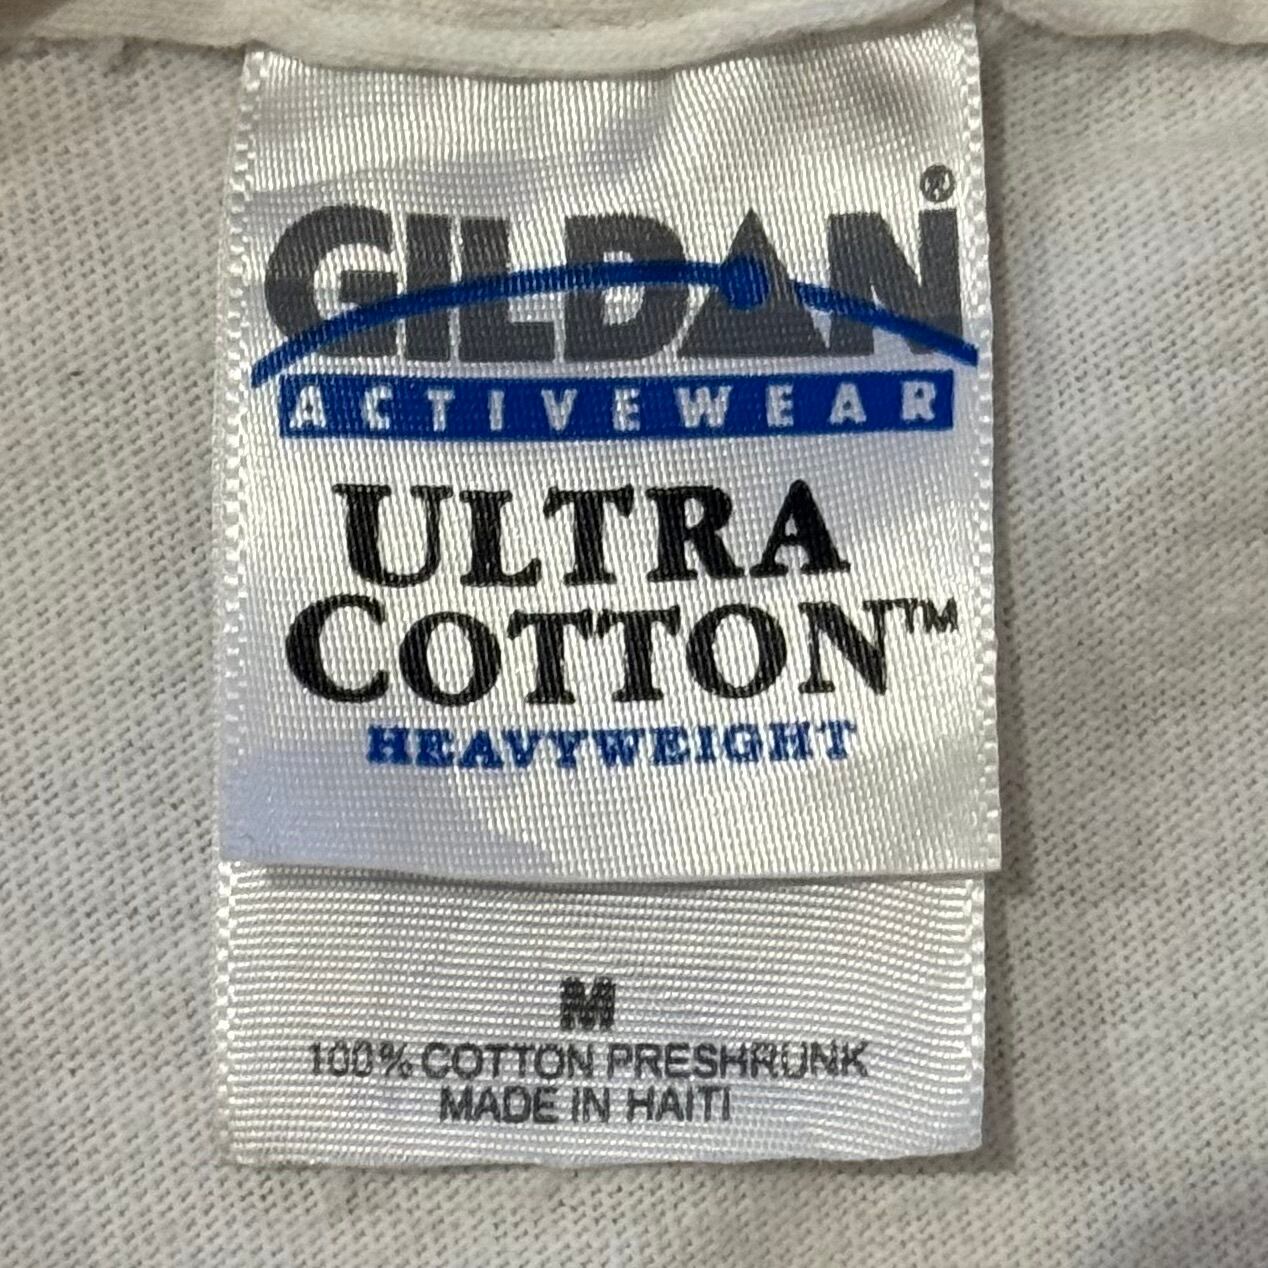 GILDAN®
ACTIVEWEAR
ULTRA
COTTON™
HEAVYWEIGHT
M
100% COTTON PRESHRUNK
MADE IN HAITI